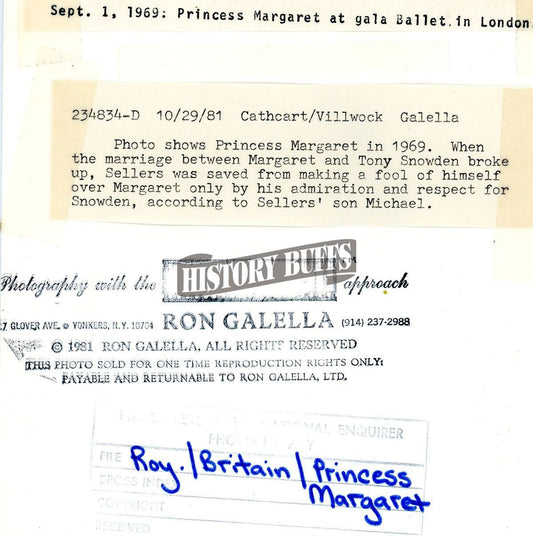 Sept. 1, 1969: Princess Margaret at gala Ballet in London.
234834-D 10/29/81 Cathcart/Villwock Galella
Photo shows Princess Margaret in 1969. When
the marriage between Margaret and Tony Snowden broke
up, Sellers was saved from making a fool of himself
over Margaret only by his admiration and respect for
Snowden, according to Sellers' son Michael.
Photography with the approach
HISTORY BUFFS
7 GLOVER AVE. YONKERS, N.Y. 10704 RON GALELLA (914) 237-2988
© 1981 RON GALELLA, ALL RIGHTS RESERVED
THIS PHOTO SOLD FOR ONE TIME REPRODUCTION RIGHTS ONLY:
PAYABLE AND RETURNABLE TO RON GALELLA, LTD.
ENQUIRER
FILE Roy./Britain/Princess
Margaret
CROSS IND
COPYRIGHT
RECEIVED